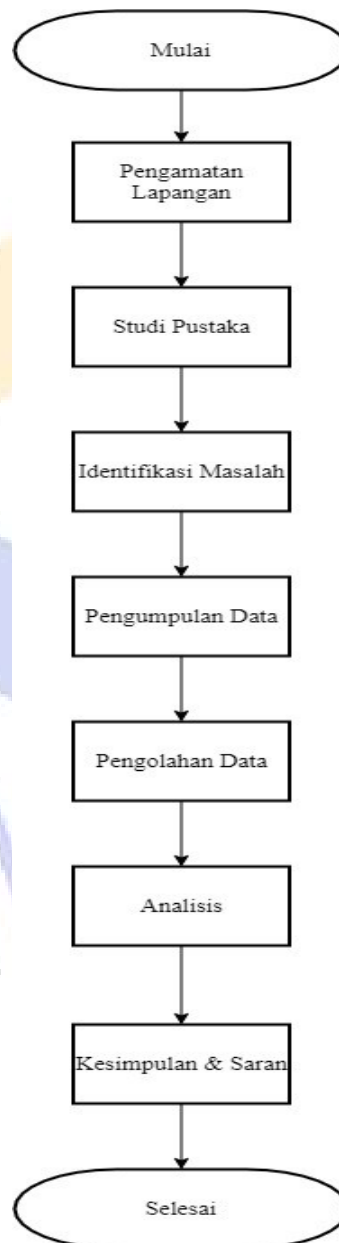 Mulai
Pengamatan
Lapangan
Studi Pustaka
Identifikasi Masalah
Pengumpulan Data
Pengolahan Data
Analisis
Kesimpulan & Saran
Selesai